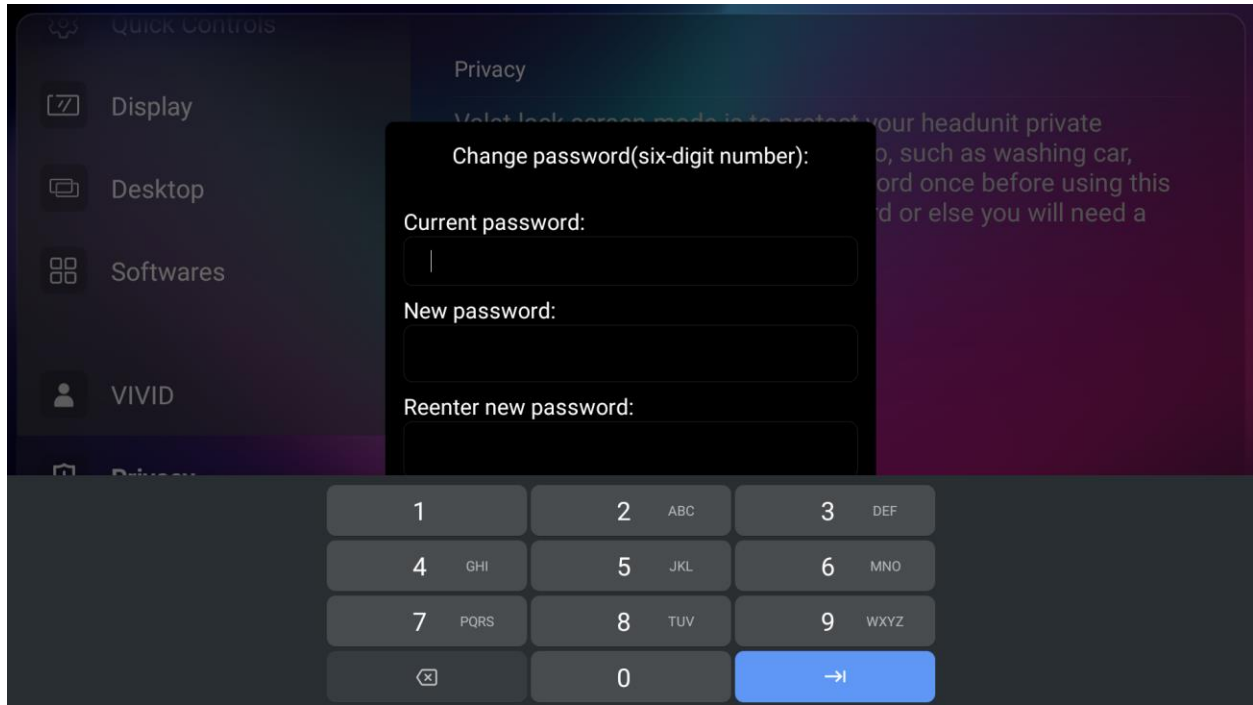 Quick Controls
Display
Desktop
Softwares
VIVID
Privacy
Privacy
Valet lock screen mode is to protect your headunit private
o, such as washing car,
ord once before using this
d or else you will need a
Change password(six-digit number):
Current password:
New password:
Reenter new password:
1
2 ABC
3 DEF
4 GHI
5 JKL
6 MNO
7 PQRS
8 TUV
9 WXYZ
0